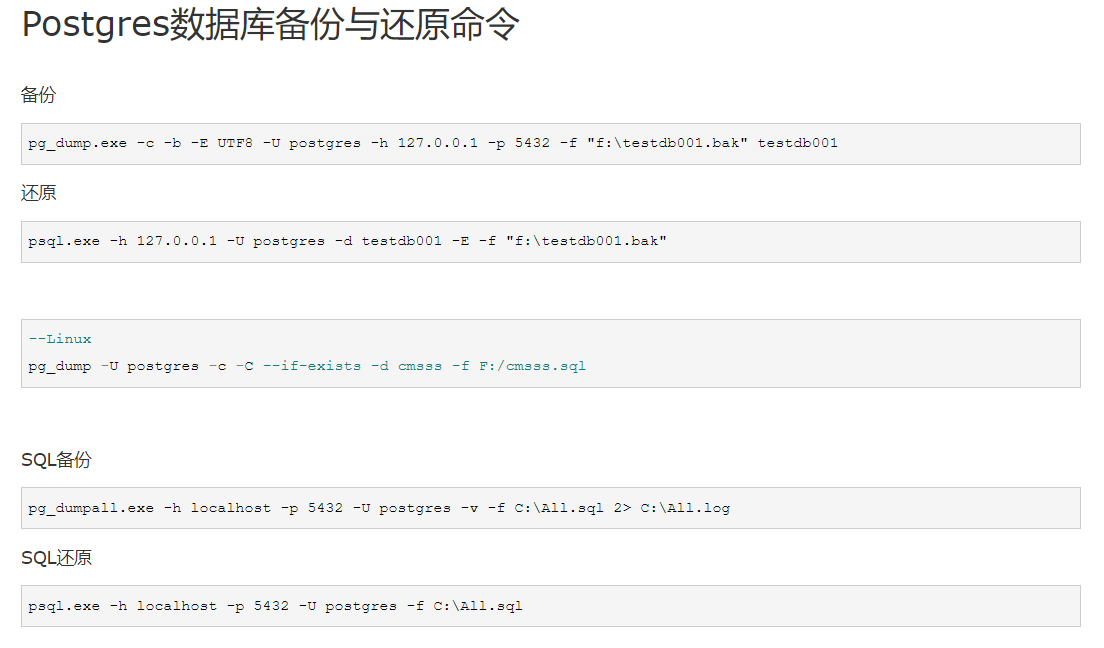 Postgres数据库备份与还原命令
备份
pg_dump.exe -c -b -E UTF8 -U postgres -h 127.0.0.1 -p 5432 -f "f:\testdb001.bak" testdb001
还原
psql.exe -h 127.0.0.1 -U postgres -d testdb001 -E -f "f:\testdb001.bak"
--Linux
pg_dump -U postgres -c -C --if-exists -d cmsss -f F:/cmsss.sql
SQL备份
pg_dumpall.exe -h localhost -p 5432 -U postgres -v -f C:\All.sql 2> C:\All.log
SQL还原
psql.exe -h localhost -p 5432 -U postgres -f C:\All.sql